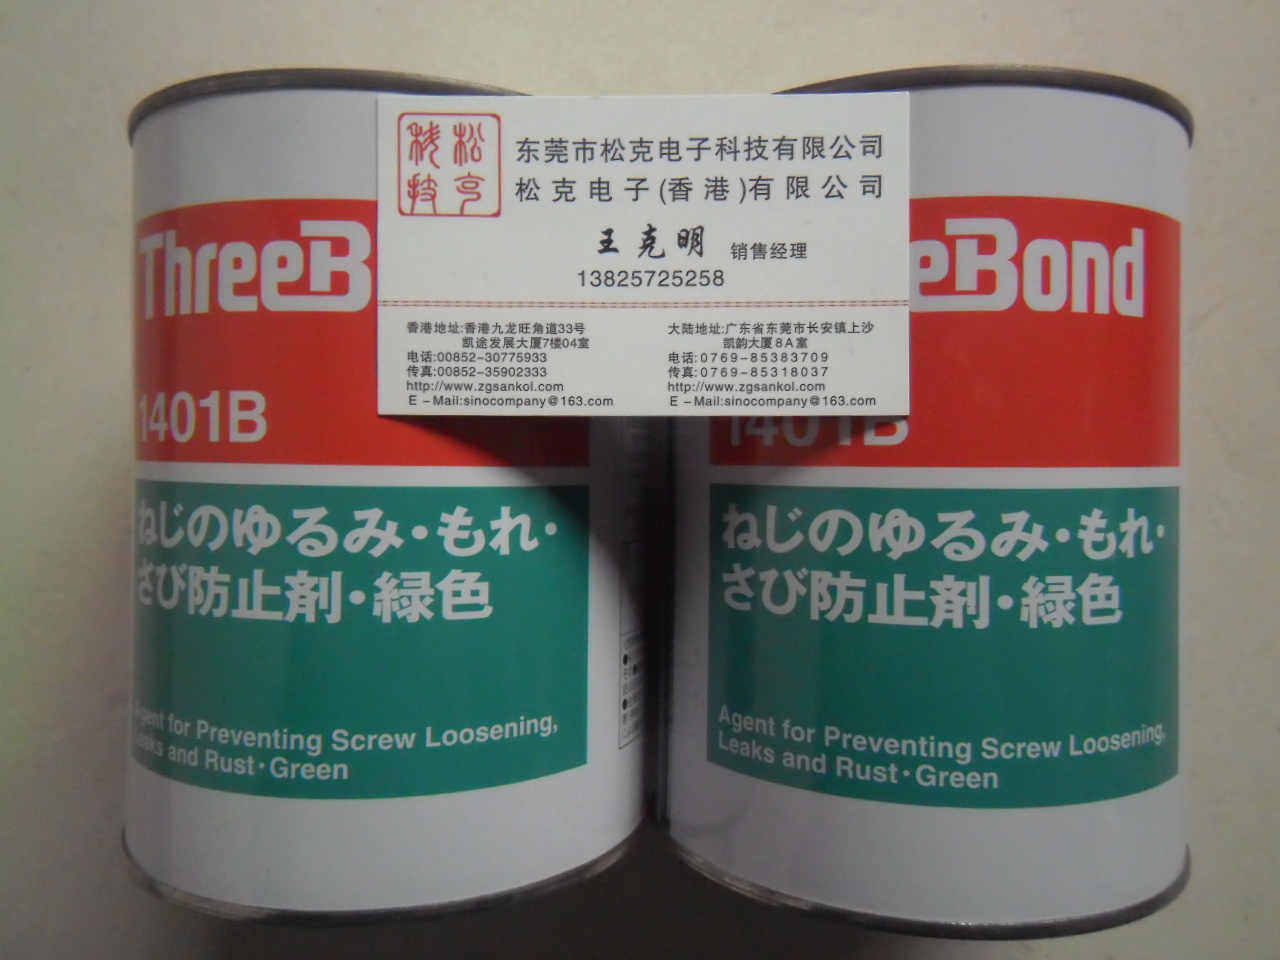 松克
科技
东莞市松克电子科技有限公司
松克电子(香港)有限公司
王克明 销售经理
13825725258
香港地址:香港九龙旺角道33号
凯途发展大厦7楼04室
电话:00852-30775933
传真:00852-35902333
http://www.zgsankol.com
E-Mail:sinocompany@163.com
大陆地址:广东省东莞市长安镇上沙
凯韵大厦8A室
电话:0769-85383709
传真:0769-85318037
http://www.zgsankol.com
E-Mail:sinocompany@163.com
ThreeB
1401B
ねじのゆるみ・もれ・
さび防止剤・緑色
Agent for Preventing Screw Loosening,
Leaks and Rust・Green
eBond
1401B
ねじのゆるみ・もれ・
さび防止剤・緑色
Agent for Preventing Screw Loosening,
Leaks and Rust・Green